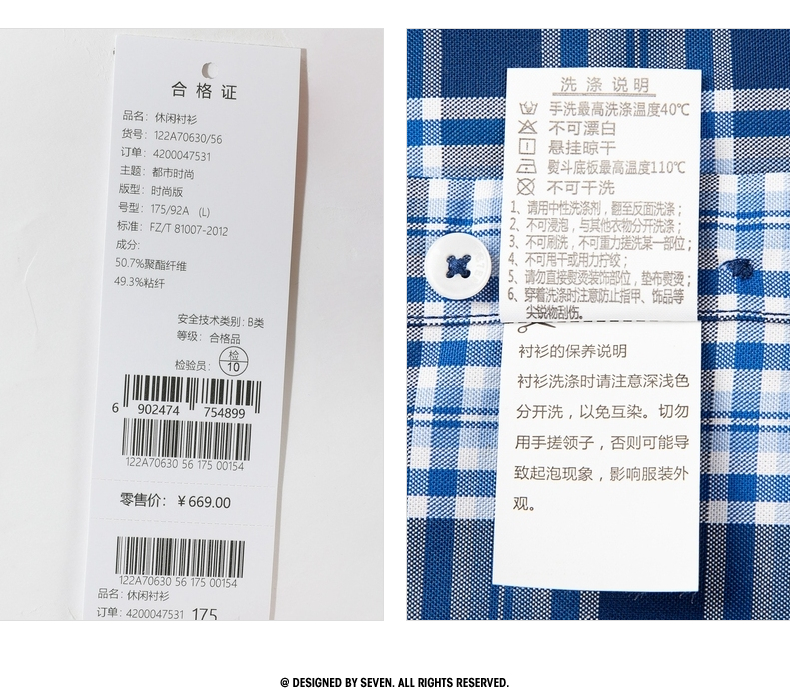 合格证
品名：休闲衬衫
货号：122A70630/56
订单：4200047531
主题：都市时尚
版型：时尚版
号型：175/92A （L)
标准：FZ/T 81007-2012
成分：
50.7%聚酯纤维
49.3%粘纤
安全技术类别：B类
等级：合格品
检验员：检10
6 902474 754899
122A70630 56 175 00154
零售价：￥669.00
122A70630 56 175 00154
品名：休闲衬衫
订单：4200047531 175
洗涤说明
手洗最高洗涤温度40℃
不可漂白
悬挂晾干
熨斗底板最高温度110℃
不可干洗
1、请用中性洗涤剂，翻至反面洗涤；
2、不可浸泡，与其他衣物分开洗涤；
3、不可刷洗，不可重力搓洗某一部位；
4、不可甩干或用力拧绞；
5、请勿直接熨烫装饰部位，垫布熨烫；
6、穿着洗涤时注意防止指甲、饰品等
尖锐物刮伤。
衬衫的保养说明
衬衫洗涤时请注意深浅色
分开洗，以免互染。切勿
用手搓领子，否则可能导
致起泡现象，影响服装外
观。
@ DESIGNED BY SEVEN. ALL RIGHTS RESERVED.